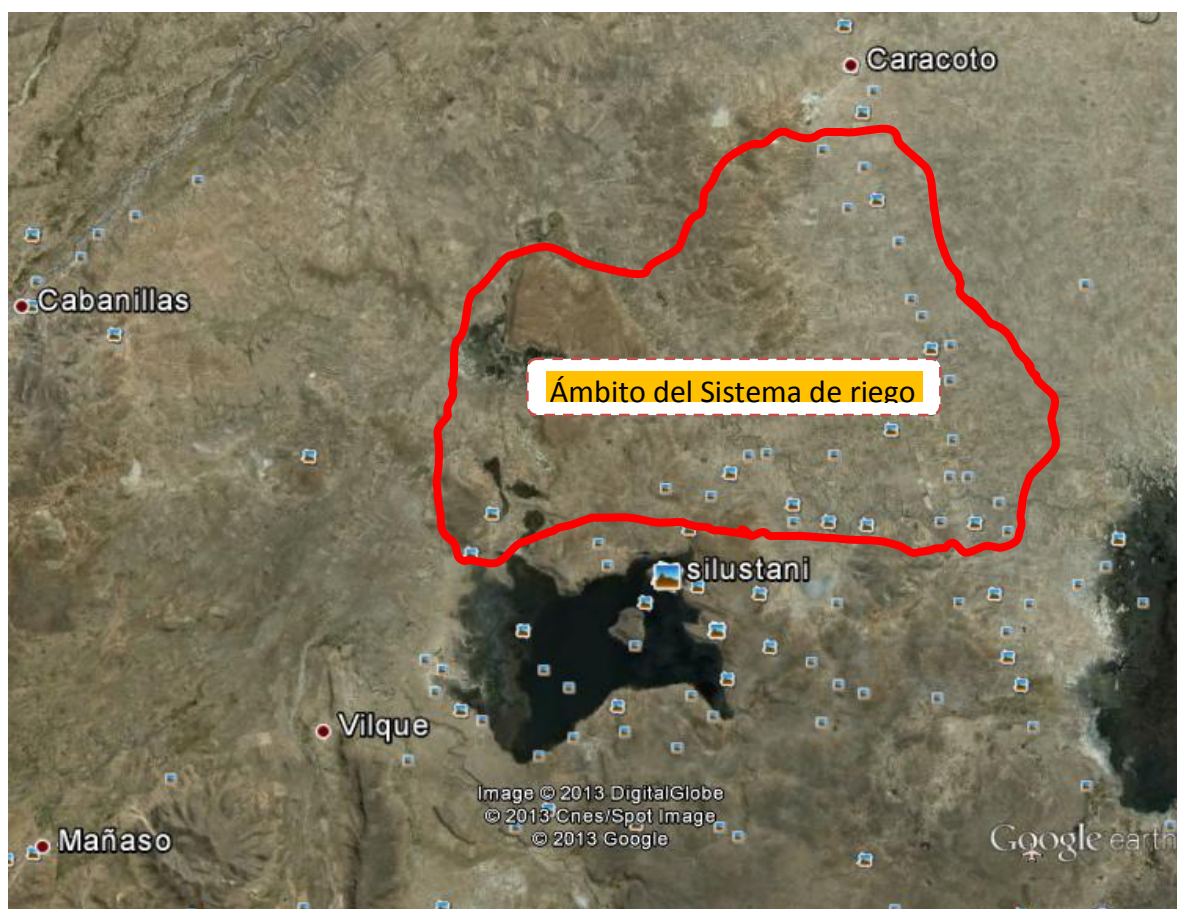 Caracoto
Cabanillas
Ámbito del Sistema de riego
silustani
Vilque
Image © 2013 DigitalGlobe
© 2013 Cnes/Spot Image
© 2013 Google
Mañaso
Google earth